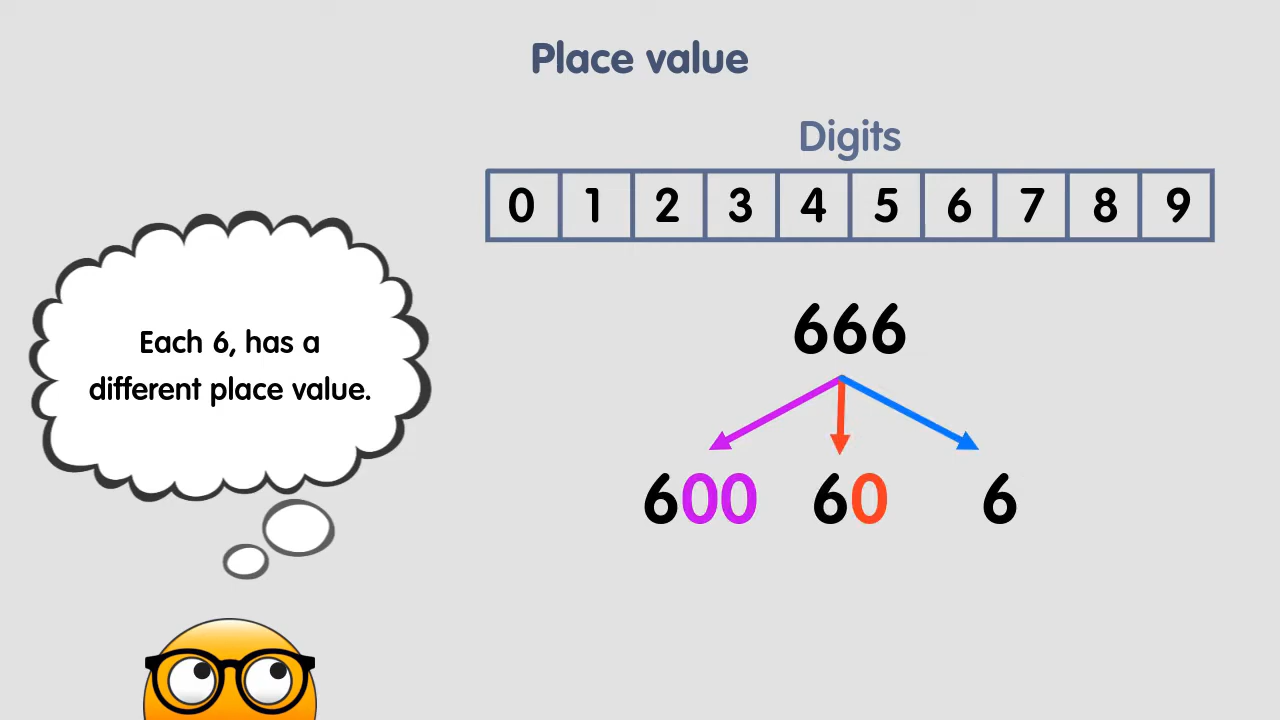 Place value
Digits
0 1 2 3 4 5 6 7 8 9
Each 6, has a
different place value.
666
600 60 6